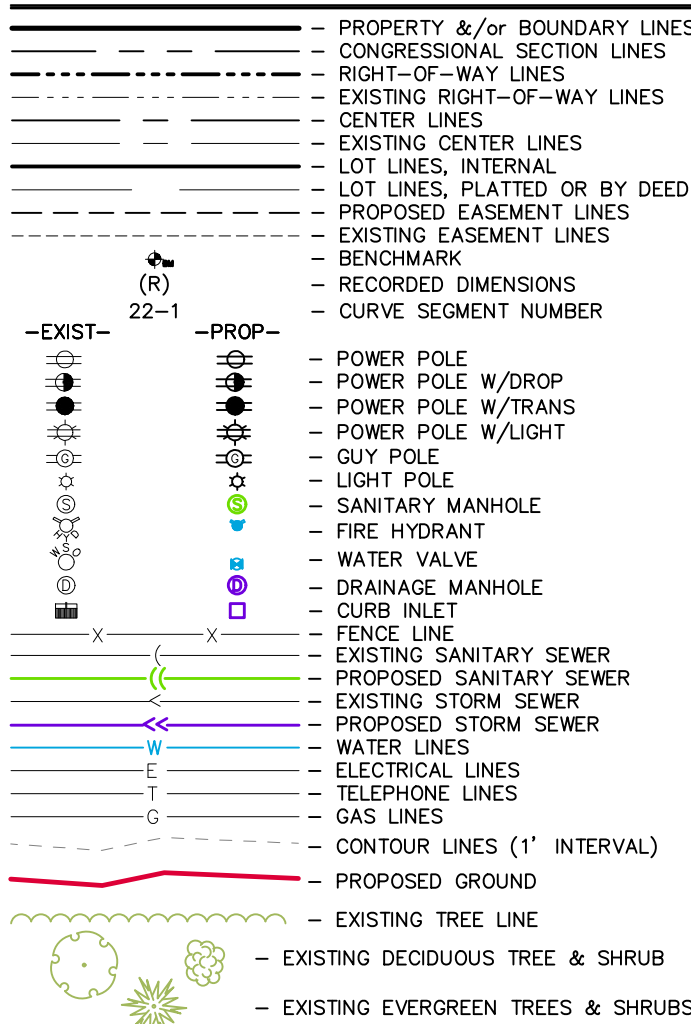 — PROPERTY &/or BOUNDARY LINES
— CONGRESSIONAL SECTION LINES
— RIGHT-OF-WAY LINES
— EXISTING RIGHT-OF-WAY LINES
— CENTER LINES
— EXISTING CENTER LINES
— LOT LINES, INTERNAL
— LOT LINES, PLATTED OR BY DEED
— PROPOSED EASEMENT LINES
— EXISTING EASEMENT LINES
BM — BENCHMARK
(R) — RECORDED DIMENSIONS
22-1 — CURVE SEGMENT NUMBER
-EXIST- -PROP-
— POWER POLE
— POWER POLE W/DROP
— POWER POLE W/TRANS
— POWER POLE W/LIGHT
G G — GUY POLE
— LIGHT POLE
S S — SANITARY MANHOLE
HYD — FIRE HYDRANT
WSO — WATER VALVE
D D — DRAINAGE MANHOLE
— CURB INLET
X X — FENCE LINE
— EXISTING SANITARY SEWER
— PROPOSED SANITARY SEWER
— EXISTING STORM SEWER
— PROPOSED STORM SEWER
W — WATER LINES
E — ELECTRICAL LINES
T — TELEPHONE LINES
G — GAS LINES
— CONTOUR LINES (1' INTERVAL)
— PROPOSED GROUND
— EXISTING TREE LINE
— EXISTING DECIDUOUS TREE & SHRUB
— EXISTING EVERGREEN TREES & SHRUBS